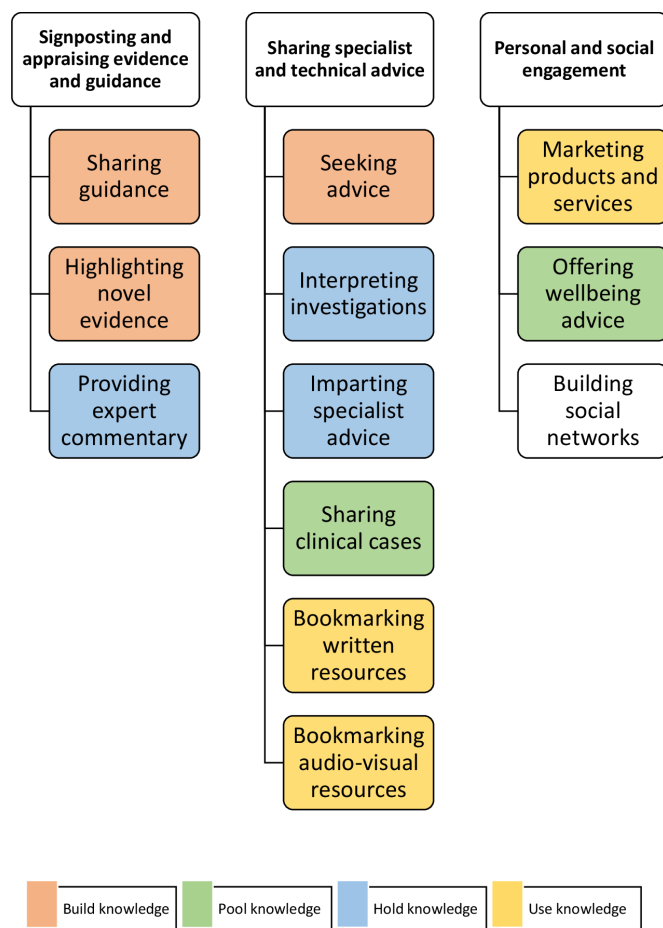 Signposting and
appraising evidence
and guidance
Sharing
guidance
Highlighting
novel
evidence
Providing
expert
commentary
Sharing specialist
and technical advice
Seeking
advice
Interpreting
investigations
Imparting
specialist
advice
Sharing
clinical cases
Bookmarking
written
resources
Bookmarking
audio-visual
resources
Personal and social
engagement
Marketing
products and
services
Offering
wellbeing
advice
Building
social
networks
Build knowledge
Pool knowledge
Hold knowledge
Use knowledge